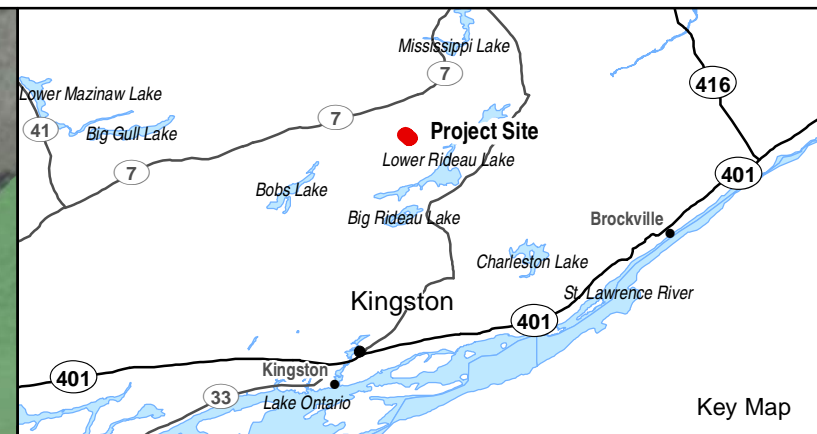 Mississippi Lake
7
416
Lower Mazinaw Lake
41
Big Gull Lake
7
Project Site
Lower Rideau Lake
7
401
Bobs Lake
Big Rideau Lake
Brockville
Charleston Lake
St. Lawrence River
Kingston
401
Kingston
401
33
Lake Ontario
Key Map